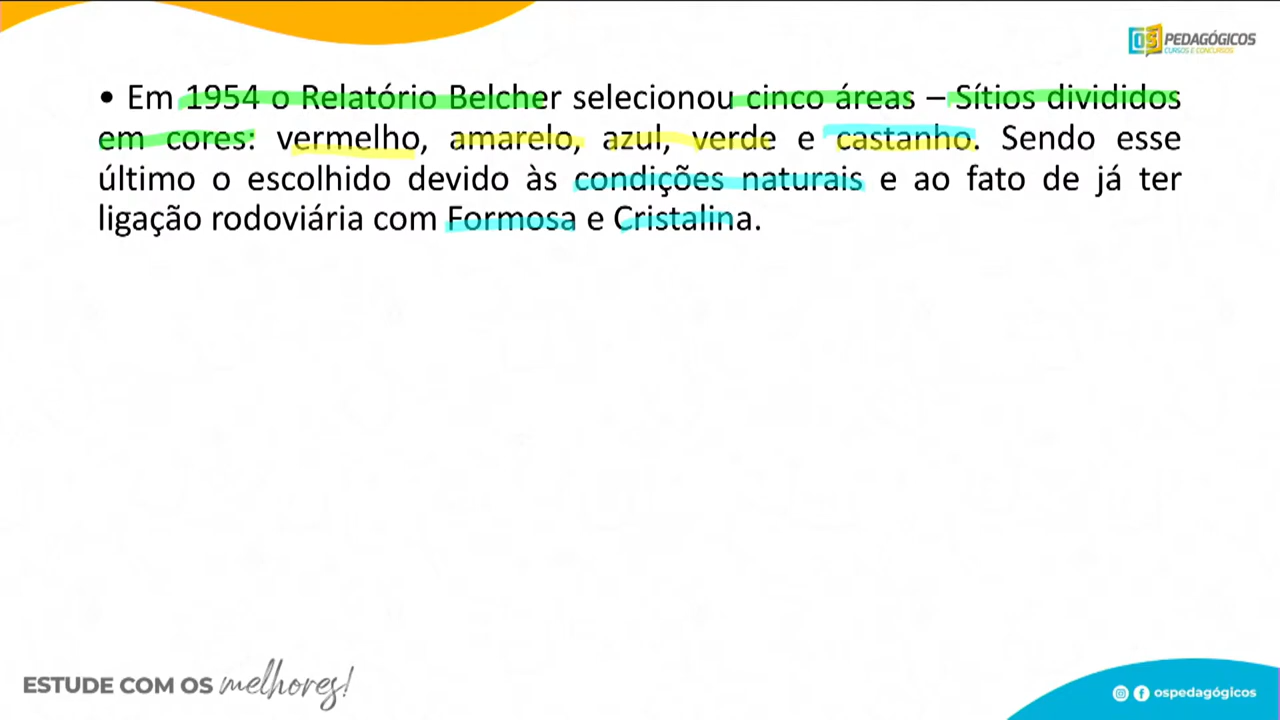 OS PEDAGÓGICOS
CURSOS E CONCURSOS
• Em 1954 o Relatório Belcher selecionou cinco áreas – Sítios divididos
em cores: vermelho, amarelo, azul, verde e castanho. Sendo esse
último o escolhido devido às condições naturais e ao fato de já ter
ligação rodoviária com Formosa e Cristalina.
ESTUDE COM OS melhores!
ospedagógicos